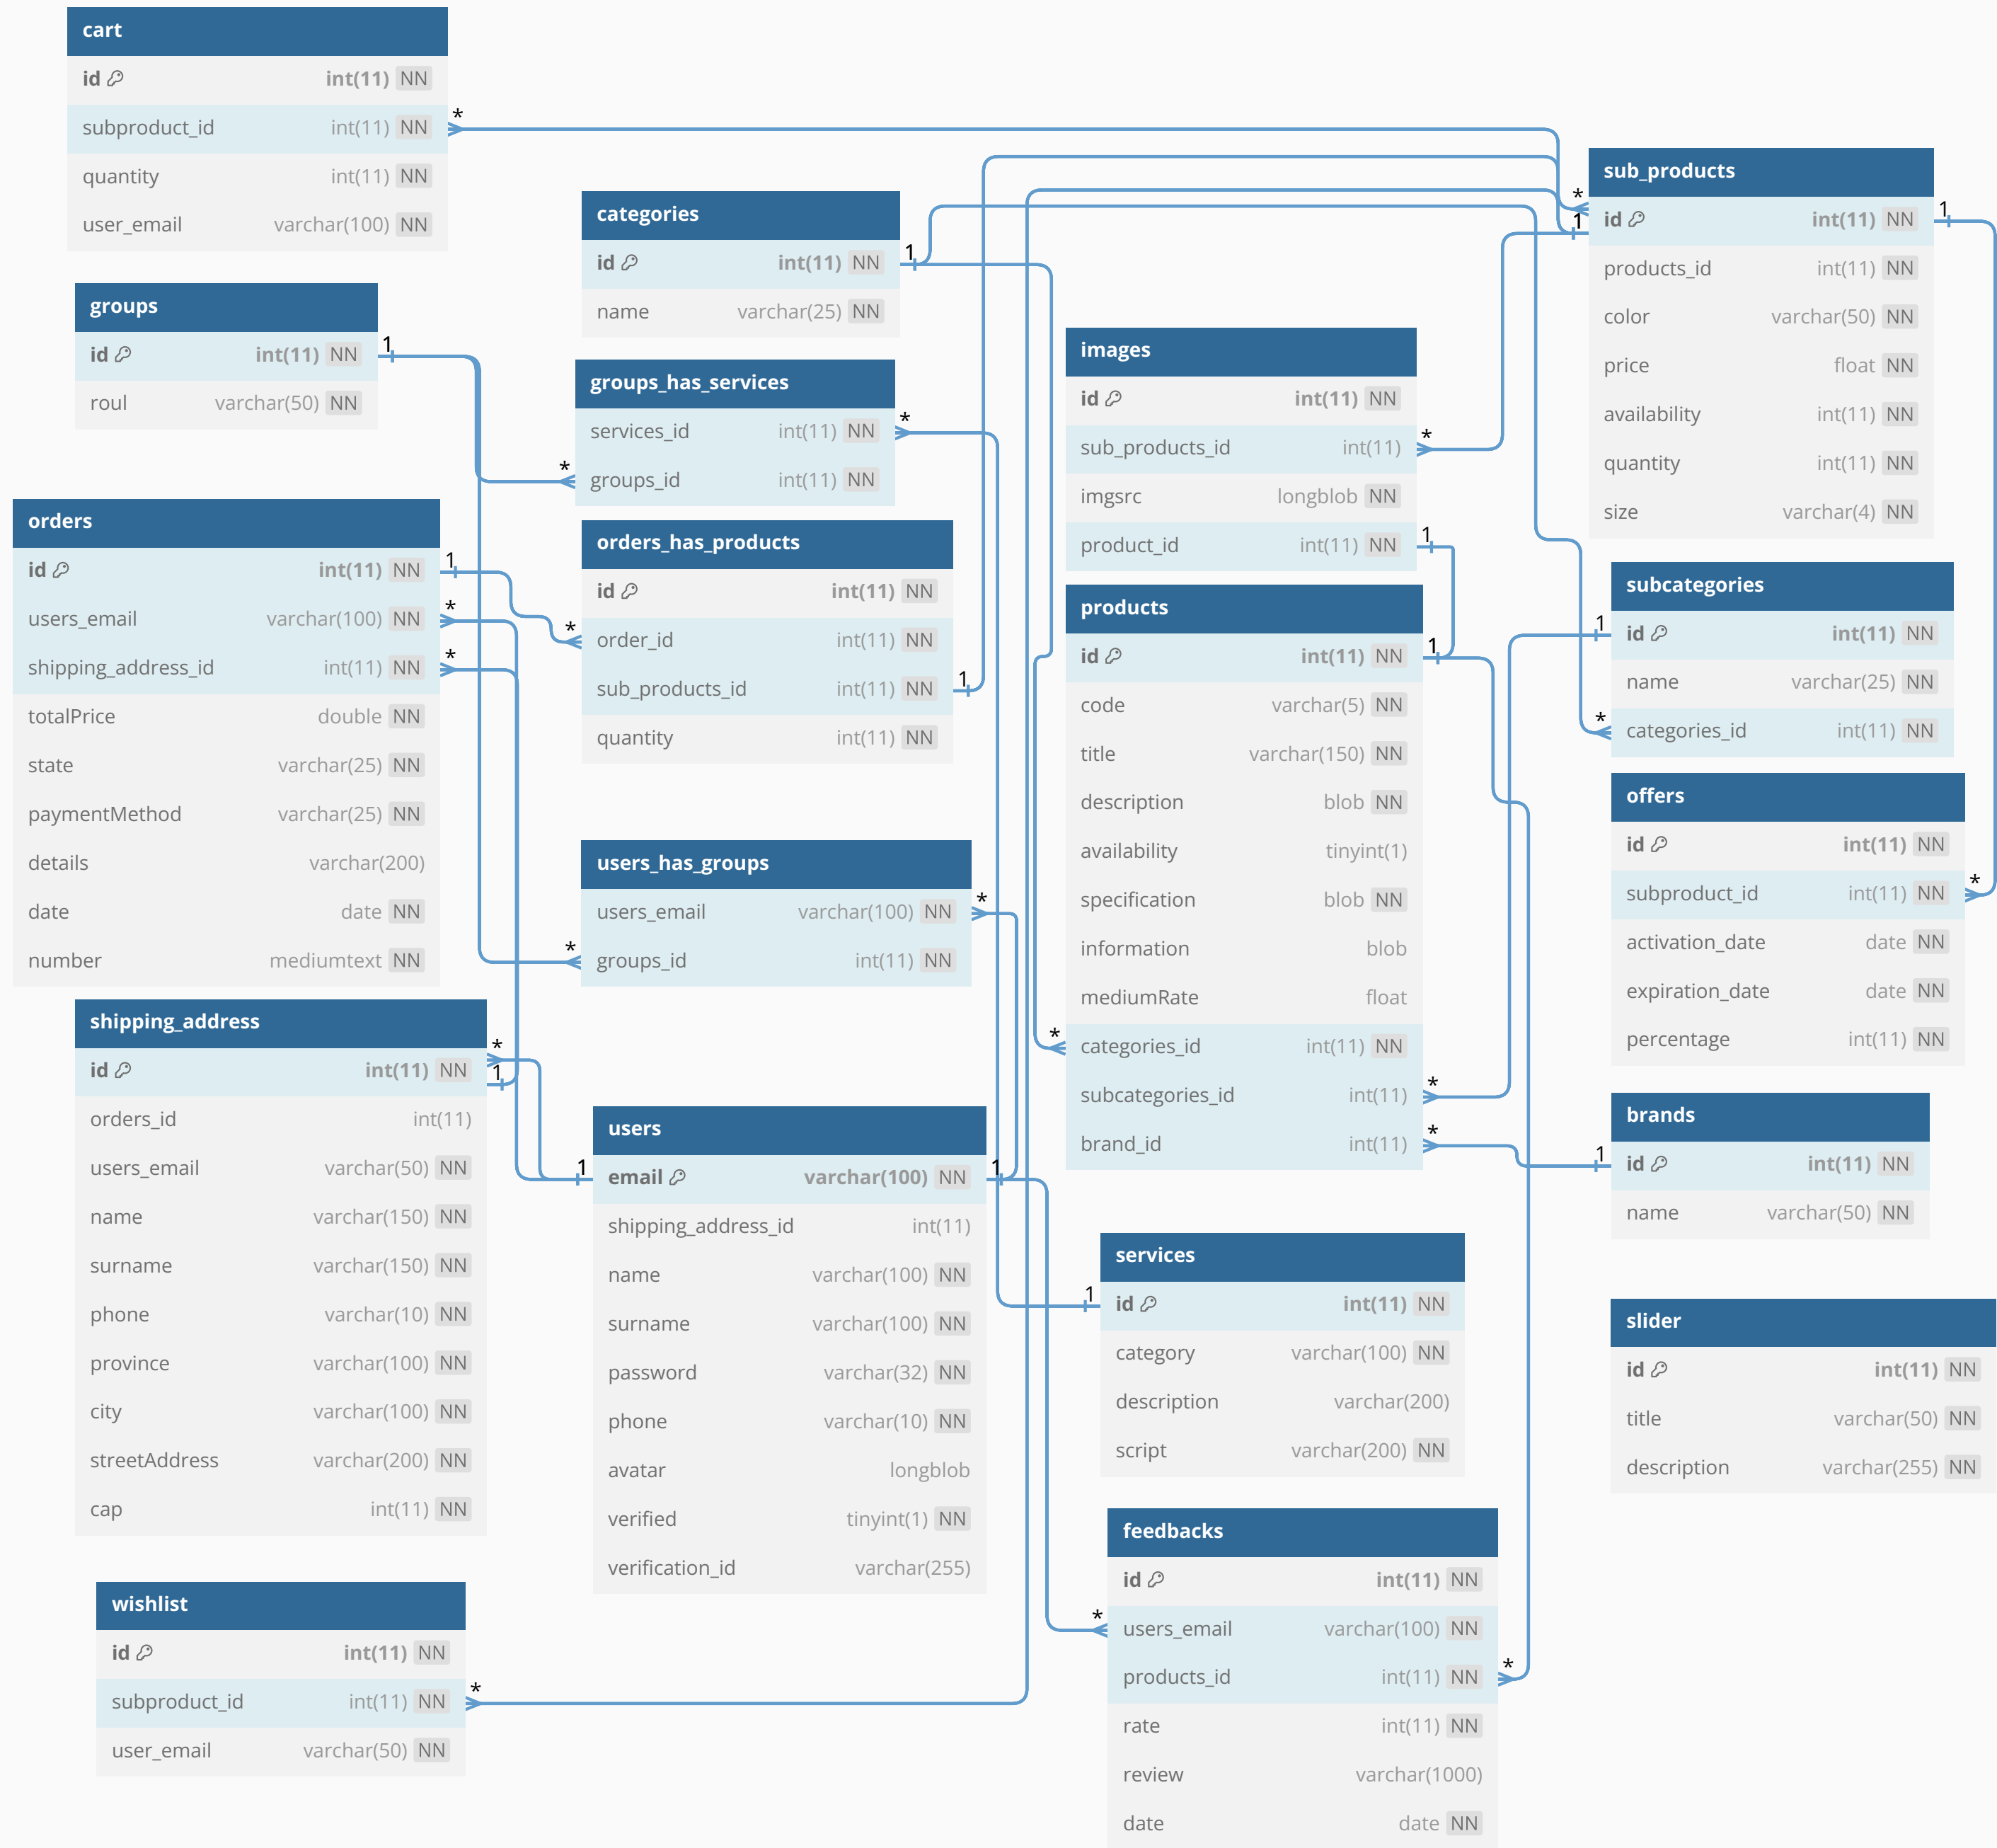 cart
id int(11) NN
*
subproduct_id int(11) NN
quantity int(11) NN
user_email varchar(100) NN
groups
id int(11) NN
1
roul varchar(50) NN
orders
id int(11) NN
1
users_email varchar(100) NN
*
shipping_address_id int(11) NN
*
totalPrice double NN
state varchar(25) NN
paymentMethod varchar(25) NN
details varchar(200)
date date NN
number mediumtext NN
shipping_address
*
id int(11) NN
1
orders_id int(11)
users_email varchar(50) NN
name varchar(150) NN
surname varchar(150) NN
phone varchar(10) NN
province varchar(100) NN
city varchar(100) NN
streetAddress varchar(200) NN
cap int(11) NN
wishlist
id int(11) NN
*
subproduct_id int(11) NN
user_email varchar(50) NN
categories
1
id int(11) NN
name varchar(25) NN
groups_has_services
*
services_id int(11) NN
*
groups_id int(11) NN
orders_has_products
id int(11) NN
*
order_id int(11) NN
1
sub_products_id int(11) NN
quantity int(11) NN
users_has_groups
*
users_email varchar(100) NN
*
groups_id int(11) NN
users
1
email varchar(100) NN
1
shipping_address_id int(11)
name varchar(100) NN
surname varchar(100) NN
password varchar(32) NN
phone varchar(10) NN
avatar longblob
verified tinyint(1) NN
verification_id varchar(255)
images
id int(11) NN
*
sub_products_id int(11)
imgsrc longblob NN
1
product_id int(11) NN
products
1
id int(11) NN
code varchar(5) NN
title varchar(150) NN
description blob NN
availability tinyint(1)
specification blob NN
information blob
mediumRate float
*
categories_id int(11) NN
*
subcategories_id int(11)
*
brand_id int(11)
services
1
id int(11) NN
category varchar(100) NN
description varchar(200)
script varchar(200) NN
feedbacks
id int(11) NN
*
users_email varchar(100) NN
*
products_id int(11) NN
rate int(11) NN
review varchar(1000)
date date NN
sub_products
*
1
id int(11) NN
1
products_id int(11) NN
color varchar(50) NN
price float NN
availability int(11) NN
quantity int(11) NN
size varchar(4) NN
subcategories
1
id int(11) NN
name varchar(25) NN
*
categories_id int(11) NN
offers
id int(11) NN
*
subproduct_id int(11) NN
activation_date date NN
expiration_date date NN
percentage int(11) NN
brands
1
id int(11) NN
name varchar(50) NN
slider
id int(11) NN
title varchar(50) NN
description varchar(255) NN